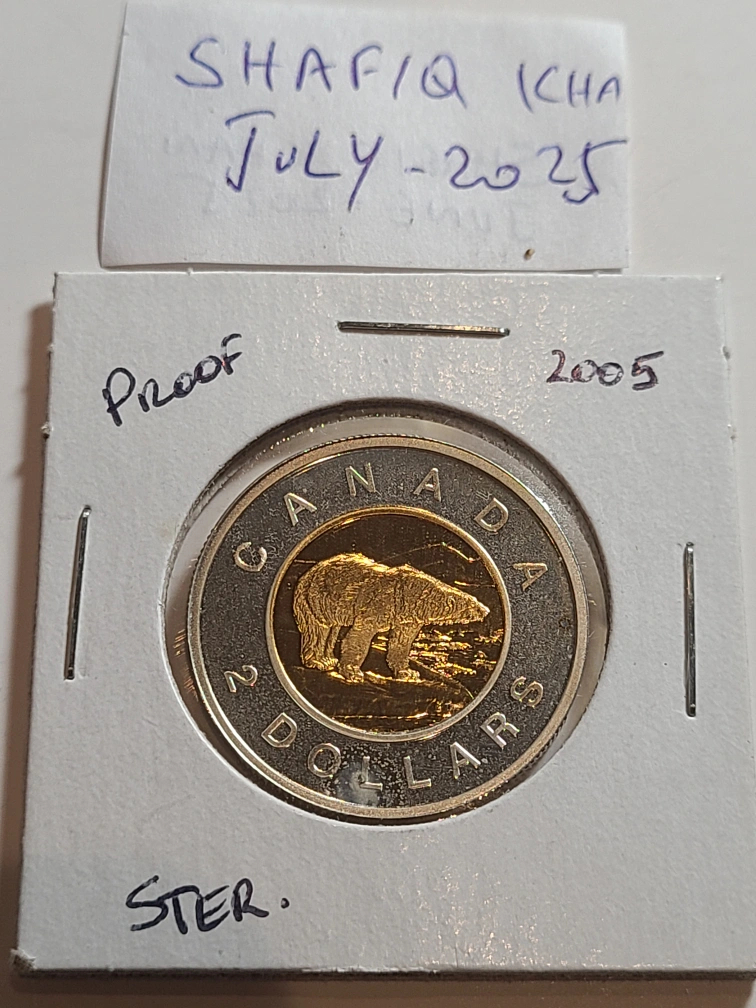 SHAFIQ KHA
JULY - 2025
PROOF 2005
CANADA
2 DOLLARS
STER.